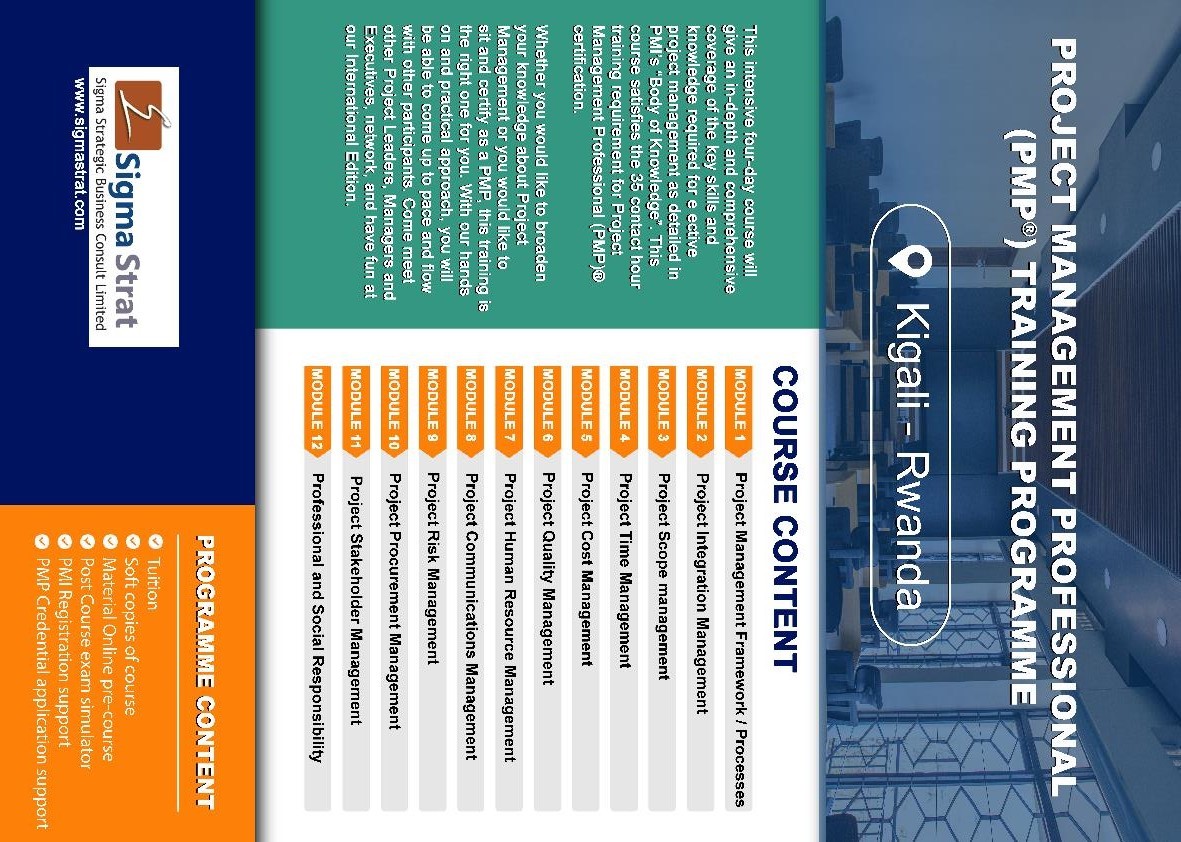 PROJECT MANAGEMENT PROFESSIONAL
(PMP®) TRAINING PROGRAMME
Kigali - Rwanda
This intensive four-day course will
give an in-depth and comprehensive
coverage of the key skills and
knowledge required for e ective
project management as detailed in
PMI's "Body of Knowledge". This
course satisfies the 35 contact hour
training requirement for Project
Management Professional (PMP)®
certification.
Whether you would like to broaden
your knowledge about Project
Management or you would like to
sit and certify as a PMP, this training is
the right one for you. With our hands
on and practical approach, you will
be able to come up to pace and flow
with other participants. Come meet
other Project Leaders, Managers and
Executives, network, and have fun at
our International Edition.
COURSE CONTENT
MODULE 1 Project Management Framework / Processes
MODULE 2 Project Integration Management
MODULE 3 Project Scope management
MODULE 4 Project Time Management
MODULE 5 Project Cost Management
MODULE 6 Project Quality Management
MODULE 7 Project Human Resource Management
MODULE 8 Project Communications Management
MODULE 9 Project Risk Management
MODULE 10 Project Procurement Management
MODULE 11 Project Stakeholder Management
MODULE 12 Professional and Social Responsibility
Sigma Strat
Sigma Strategic Business Consult Limited
www.sigmastrat.com
PROGRAMME CONTENT
Tuition
Soft copies of course
Material Online pre-course
Post Course exam simulator
PMI Registration support
PMP Credential application support